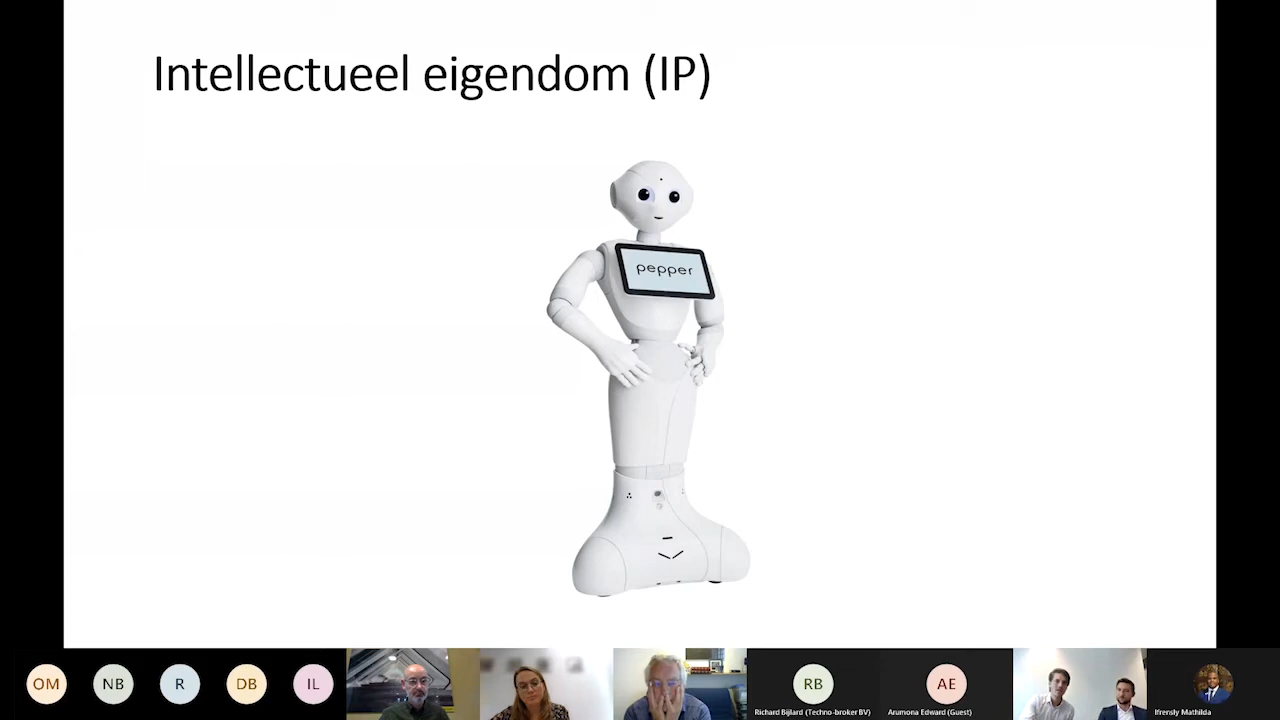 Intellectueel eigendom (IP)
pepper
OM
NB
R
DB
IL
RB
AE
Richard Bijlard (Techno-broker BV)
Arumona Edward (Guest)
Ifrensly Mathilda